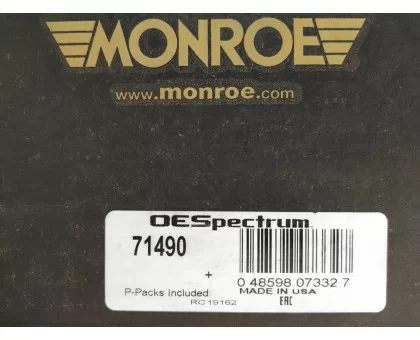 MONROE
www.monroe.com
OESpectrum
71490
+
0 48598 07332 7
P-Packs Included:
MADE IN USA
RC 19162
EAC